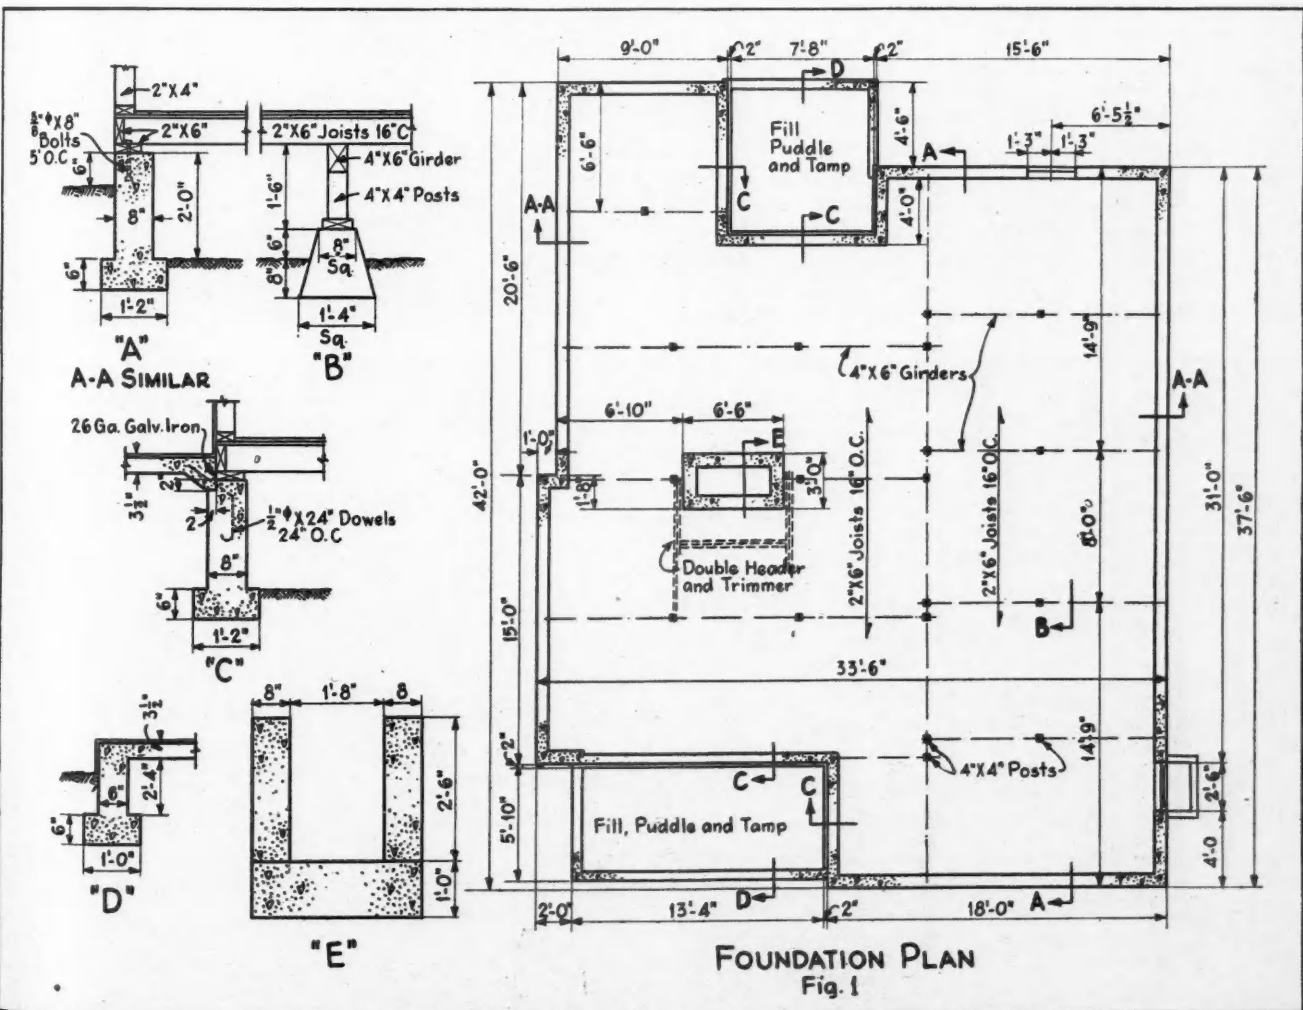 2"X4"
5/8"ϕX8"
Bolts
5' O.C.
6"
2"X6"
8"
2'-0"
6"
1'-2"
"A"
A-A SIMILAR
2"X6" Joists 16"C
4"X6" Girder
4"X4" Posts
1'-6"
6"
8"
8"
Sq.
1'-4"
Sq.
"B"
26 Ga. Galv. Iron
3½"
2"
2
½"ϕX24" Dowels
24" O.C
8"
6"
1'-2"
"C"
3½"
6"
2'-4"
6"
1'-0"
"D"
8"
1'-8"
8
2'-6"
1'-0"
"E"
9'-0"
2"
7'-8"
2"
15'-6"
D
6'-5½"
6'-6"
Fill
Puddle
and Tamp
4'-6"
A
1'-3"
1'-3"
A-A
C
C
4'-0"
20'-6"
4"X6" Girders
14'-9"
A-A
6'-10"
6'-6"
1'-0"
E
42'-0"
1'-8"
3'-0"
2"X6" Joists 16" O.C.
2"X6" Joists 16" O.C.
8'-0"
31'-0"
37'-6"
Double Header
and Trimmer
15'-0"
B
33'-6"
2"
C
C
4"X4" Posts
14'-9"
2'-6"
5'-10"
Fill, Puddle and Tamp
4'-0
D
A
2'-0"
13'-4"
2"
18'-0"
FOUNDATION PLAN
Fig. 1